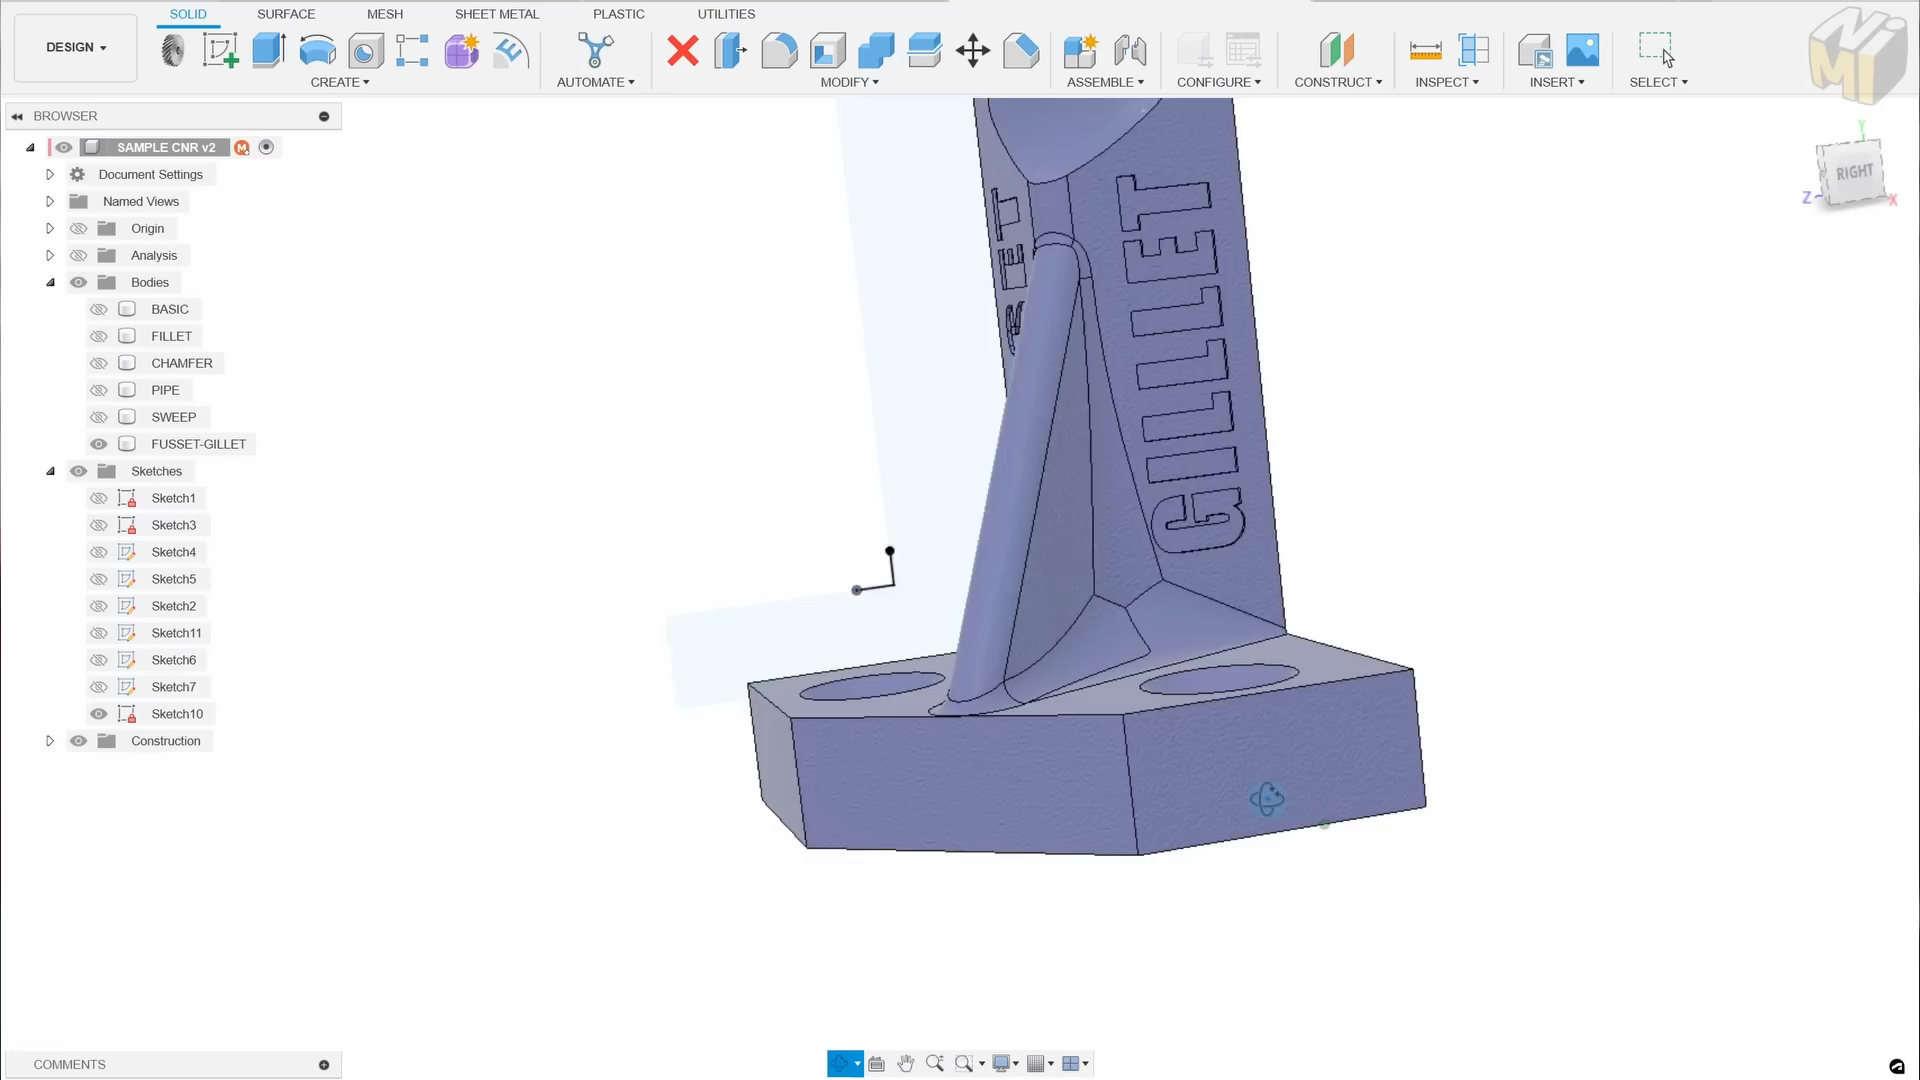 SOLID SURFACE MESH SHEET METAL PLASTIC UTILITIES
DESIGN
CREATE AUTOMATE MODIFY ASSEMBLE CONFIGURE CONSTRUCT INSPECT INSERT SELECT
NiMi
BROWSER
SAMPLE CNR v2
M
Document Settings
Named Views
Origin
Analysis
Bodies
BASIC
FILLET
CHAMFER
PIPE
SWEEP
FUSSET-GILLET
Sketches
Sketch1
Sketch3
Sketch4
Sketch5
Sketch2
Sketch11
Sketch6
Sketch7
Sketch10
Construction
Y
RIGHT
Z
X
GILLLET
COMMENTS